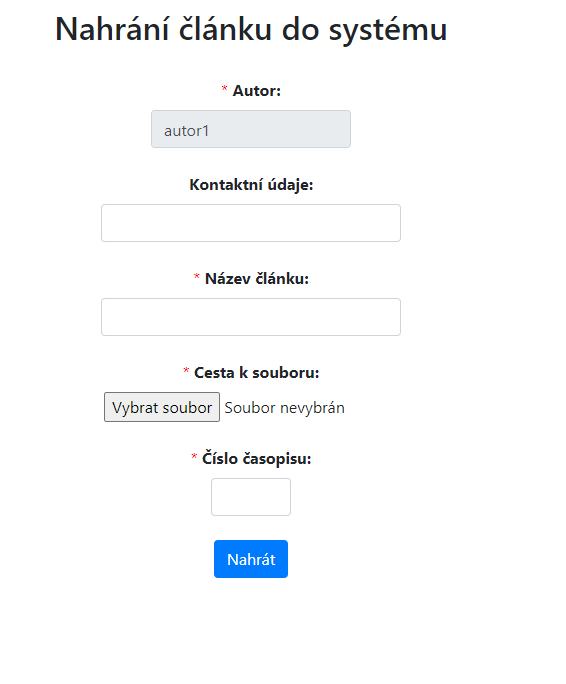 Nahrání článku do systému
* Autor:
autor1
Kontaktní údaje:
* Název článku:
* Cesta k souboru:
Vybrat soubor Soubor nevybrán
* Číslo časopisu:
Nahrát